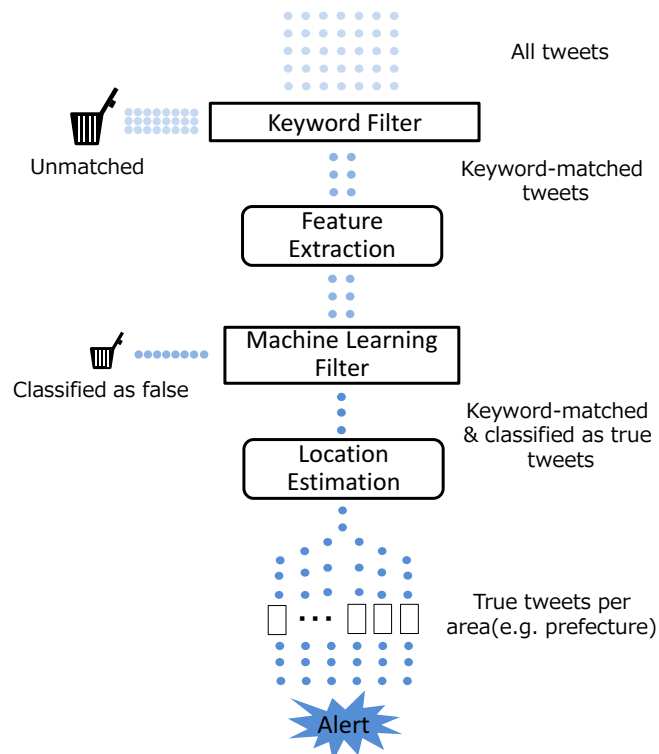 All tweets
Keyword Filter
Unmatched
Keyword-matched
tweets
Feature
Extraction
Machine Learning
Filter
Classified as false
Keyword-matched
& classified as true
tweets
Location
Estimation
True tweets per
area(e.g. prefecture)
...
Alert